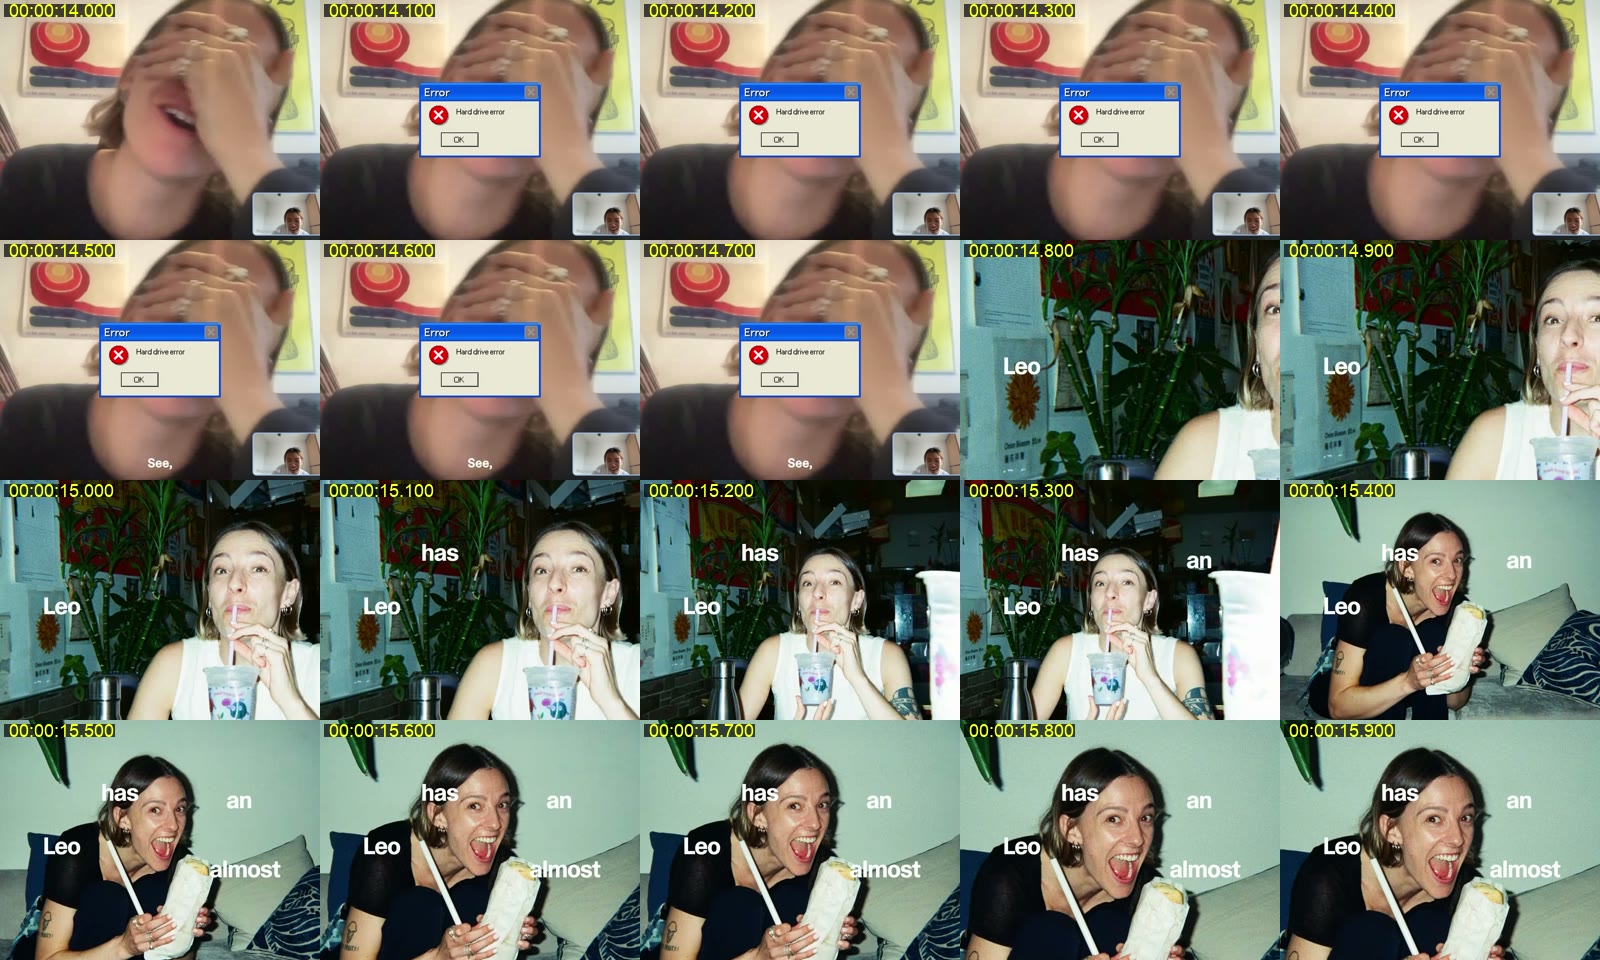 00:00:14.000
00:00:14.100
Error
Hard drive error
OK
00:00:14.200
Error
Hard drive error
OK
00:00:14.300
Error
Hard drive error
OK
00:00:14.400
Error
Hard drive error
OK
00:00:14.500
Error
Hard drive error
OK
See,
00:00:14.600
Error
Hard drive error
OK
See,
00:00:14.700
Error
Hard drive error
OK
See,
00:00:14.800
Leo
00:00:14.900
Leo
00:00:15.000
Leo
00:00:15.100
has
Leo
00:00:15.200
has
Leo
00:00:15.300
has
an
Leo
00:00:15.400
has
an
Leo
00:00:15.500
has
an
Leo
almost
00:00:15.600
has
an
Leo
almost
00:00:15.700
has
an
Leo
almost
00:00:15.800
has
an
Leo
almost
00:00:15.900
has
an
Leo
almost